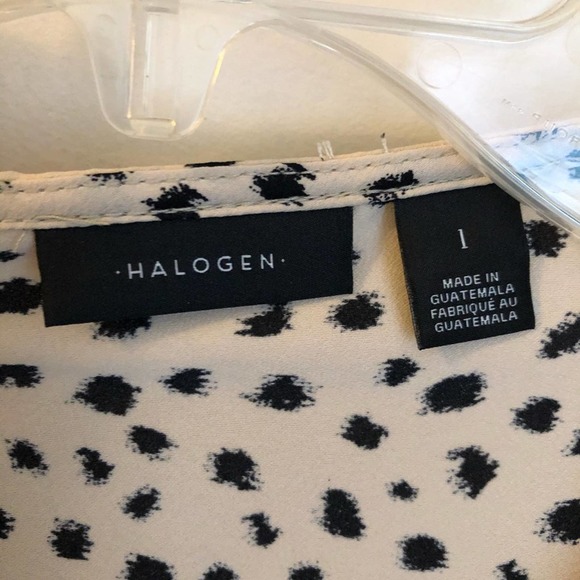 ·HALOGEN·
1
MADE IN
GUATEMALA
FABRIQUÉ AU
GUATEMALA